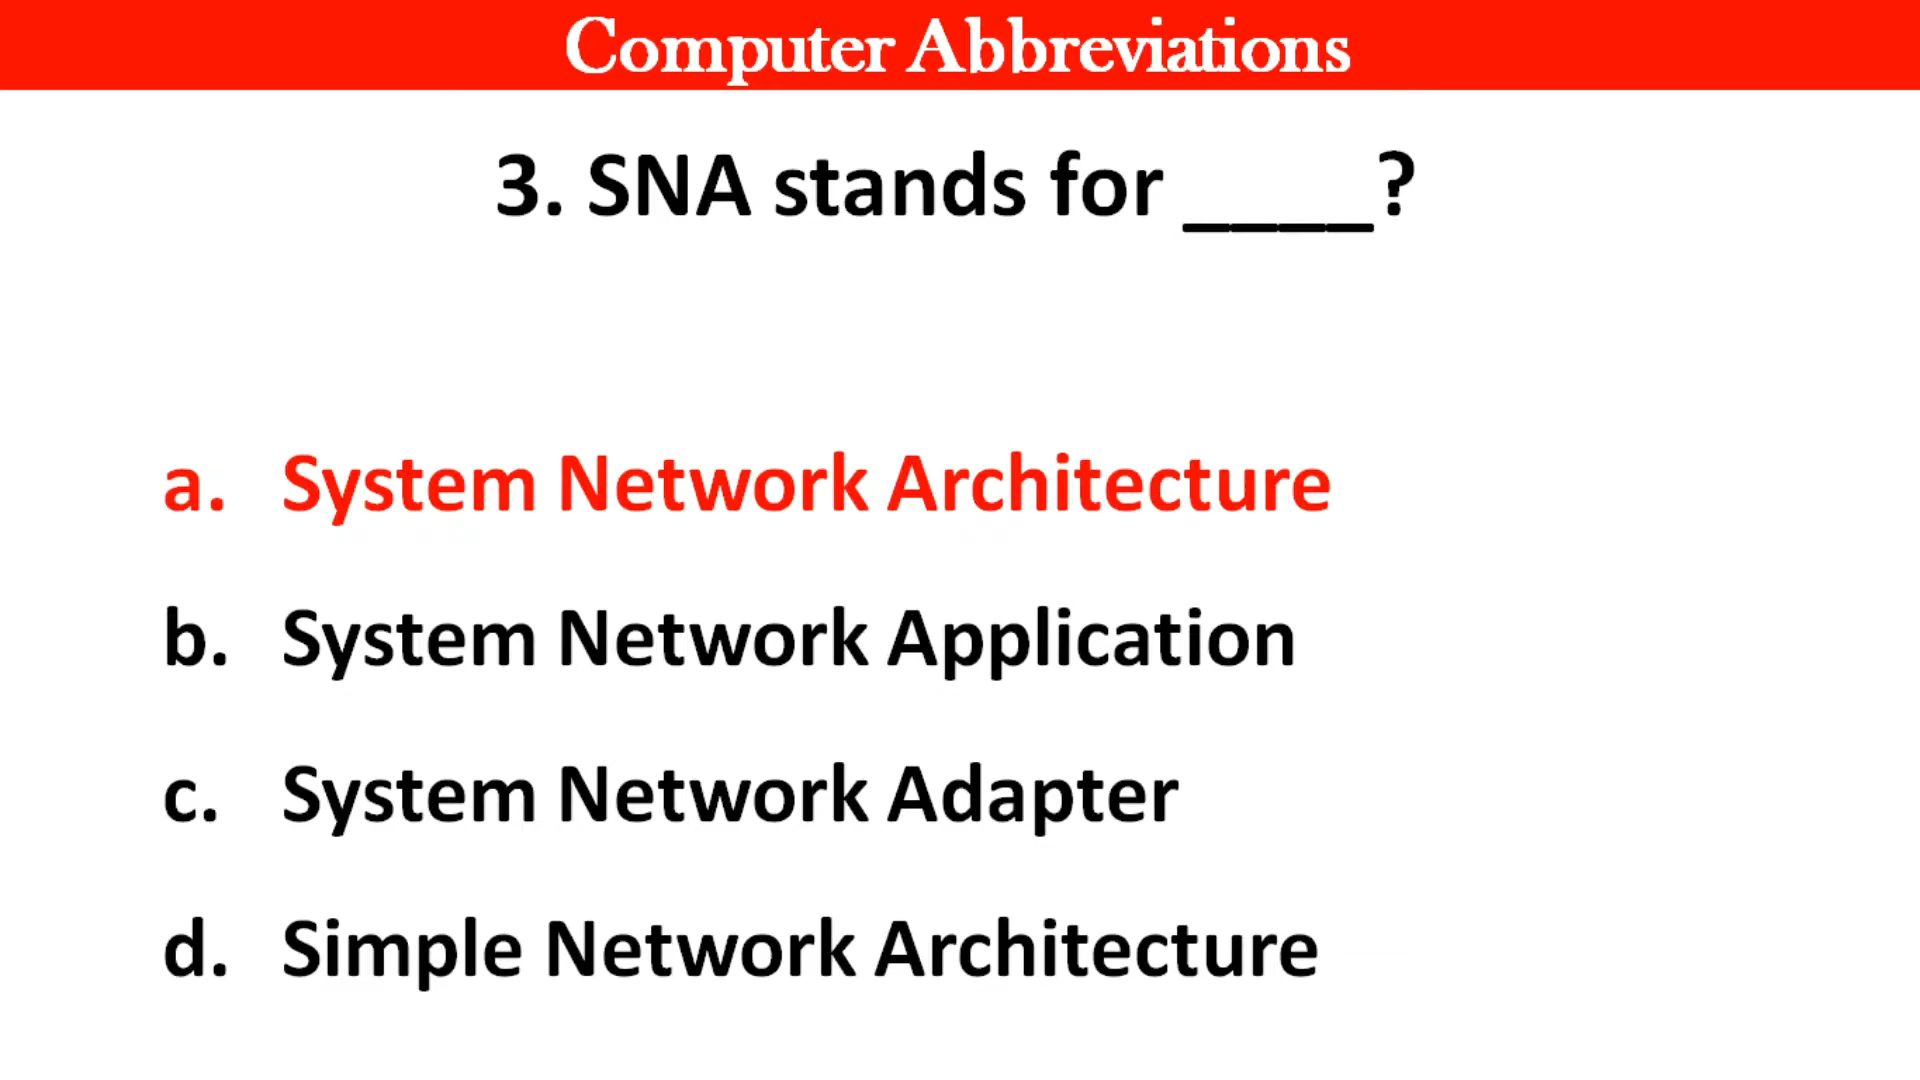 Computer Abbreviations
3. SNA stands for ____?
a. System Network Architecture
b. System Network Application
c. System Network Adapter
d. Simple Network Architecture